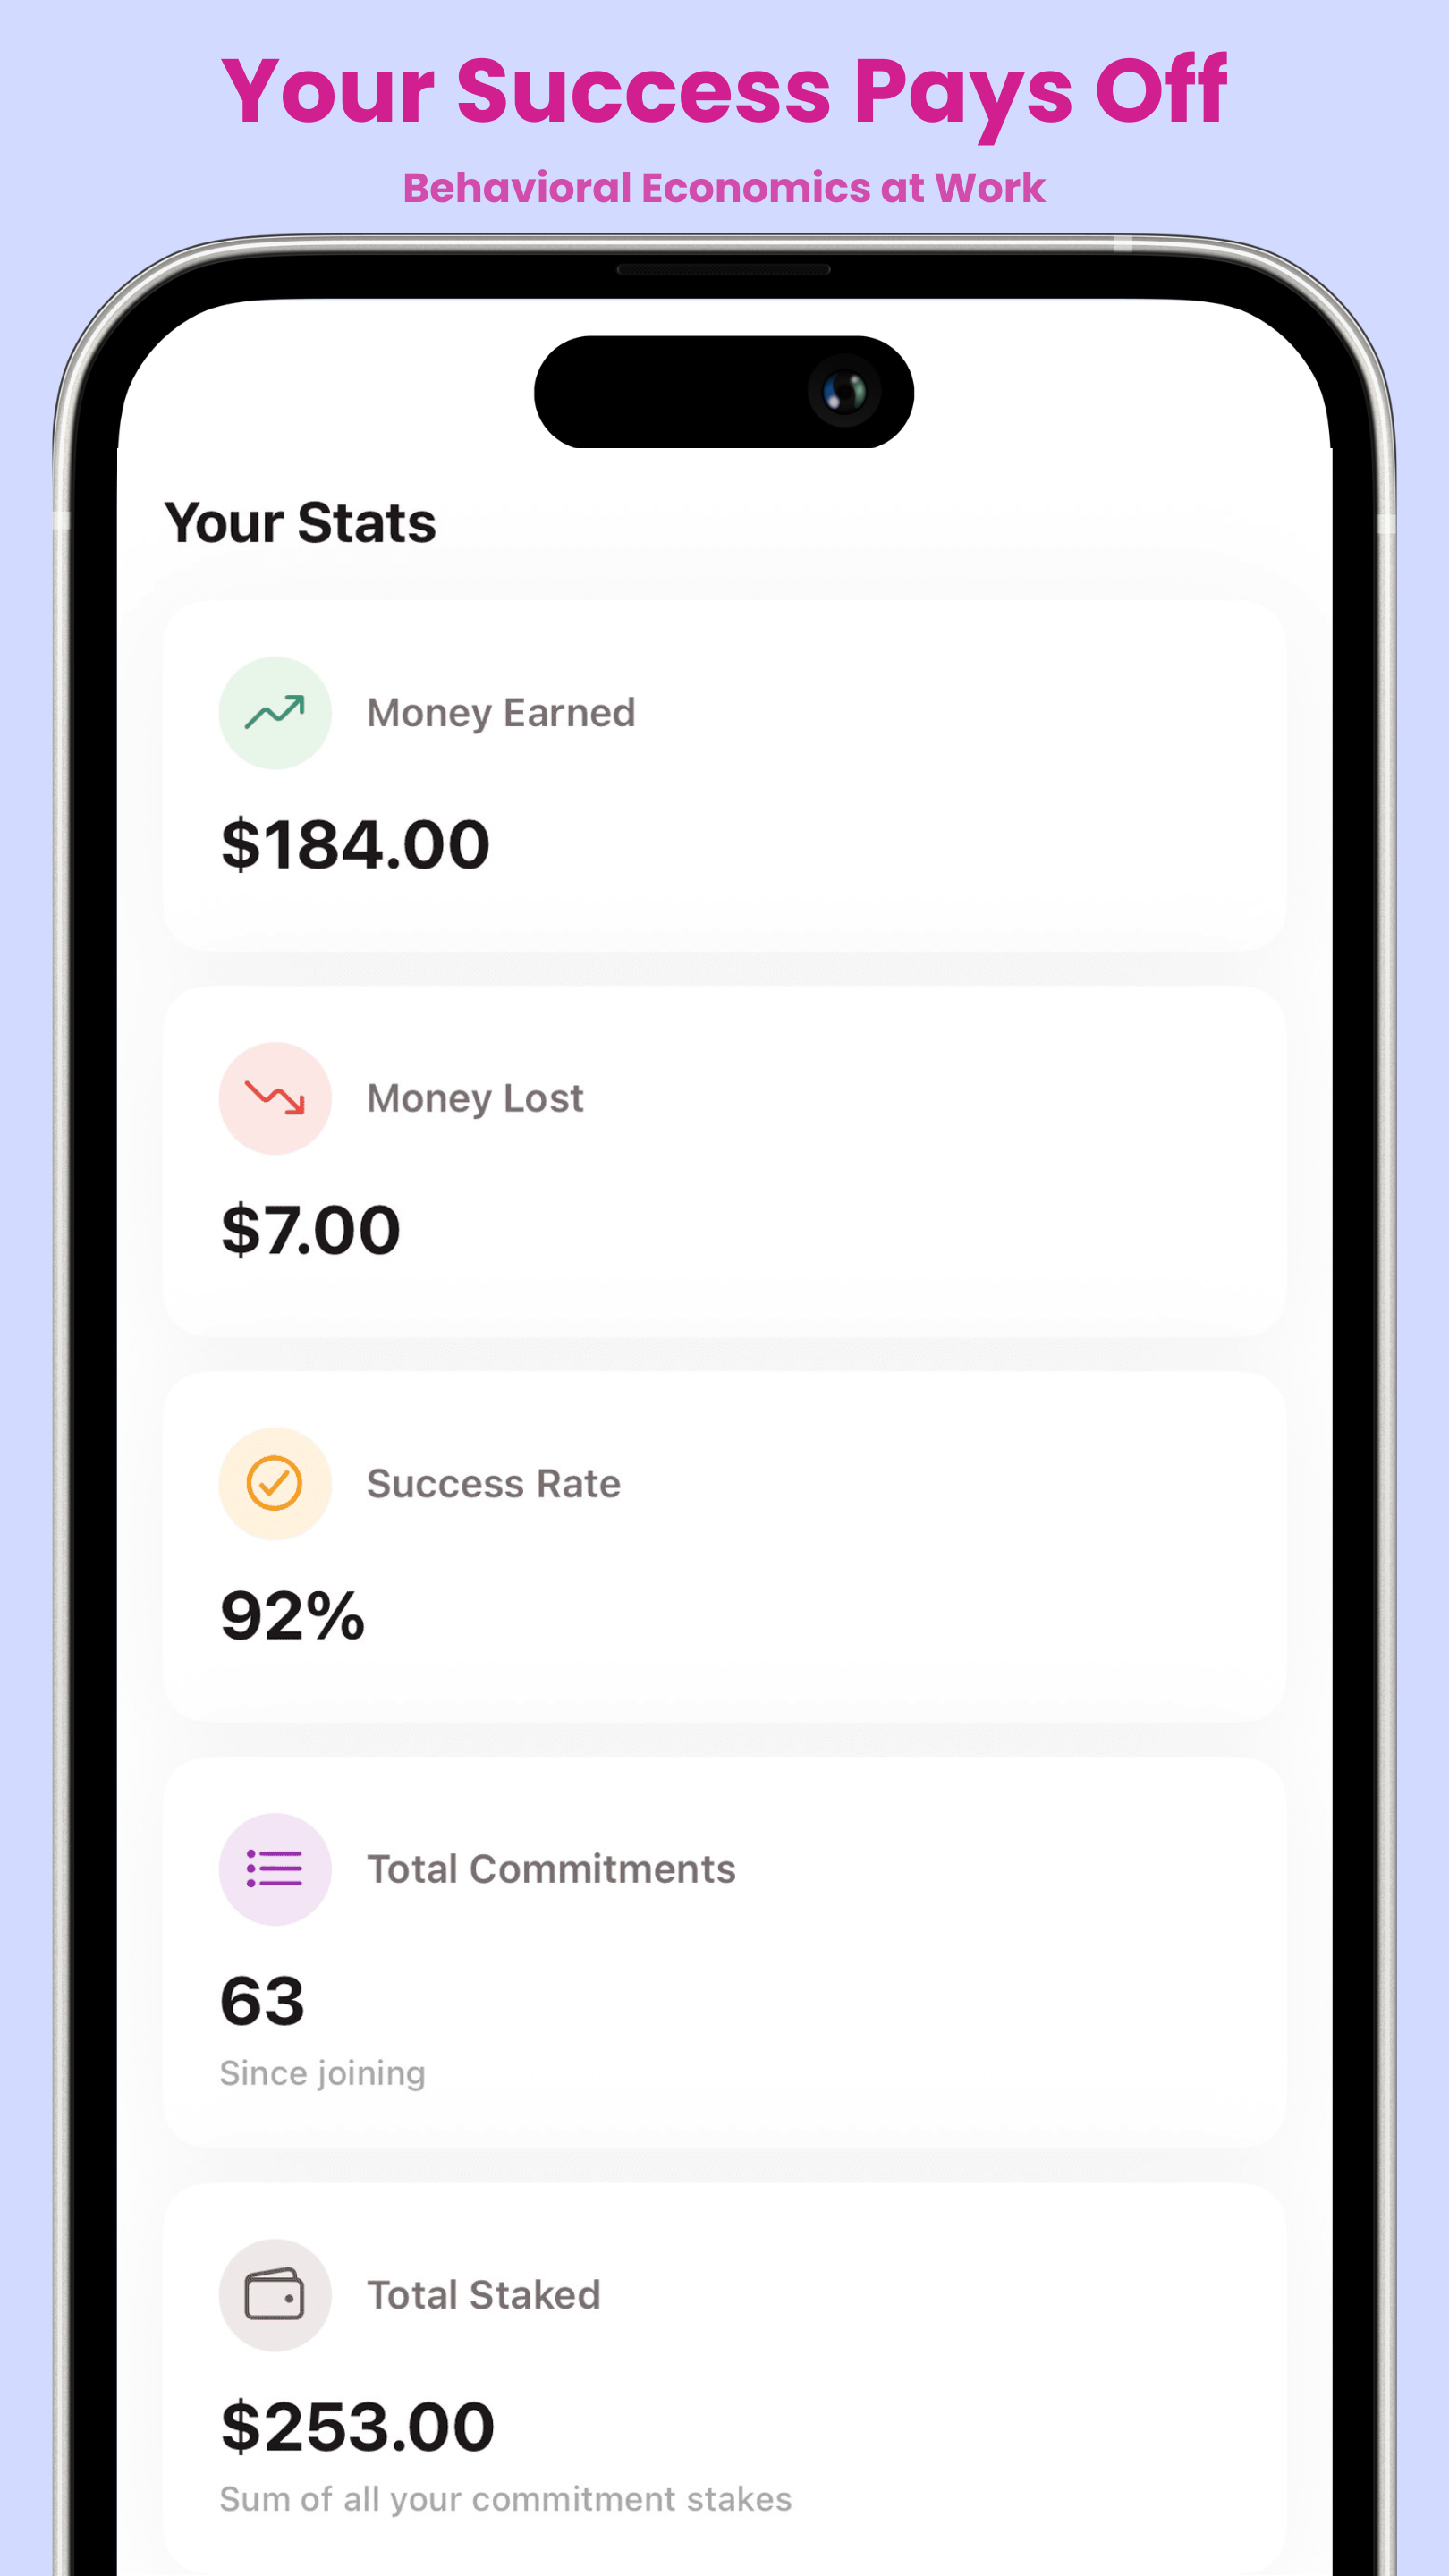 Your Success Pays Off
Behavioral Economics at Work
Your Stats
Money Earned
$184.00
Money Lost
$7.00
Success Rate
92%
Total Commitments
63
Since joining
Total Staked
$253.00
Sum of all your commitment stakes